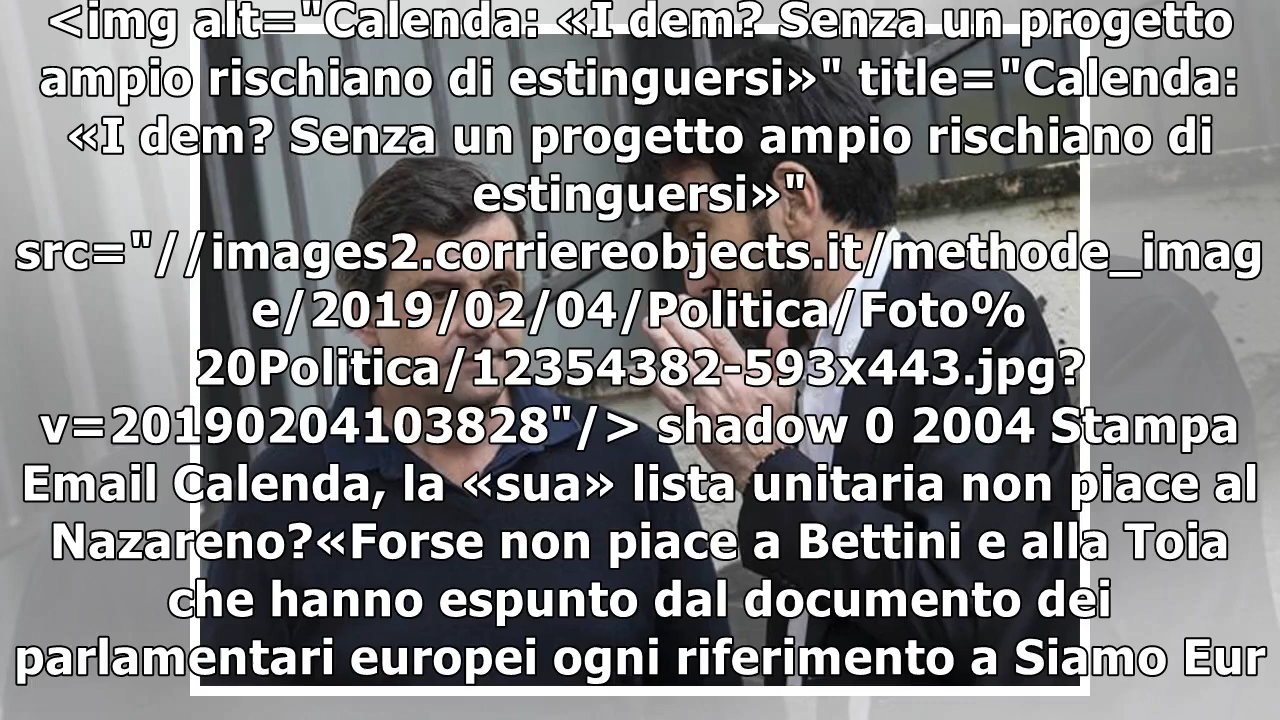 <img alt="Calenda: «I dem? Senza un progetto
ampio rischiano di estinguersi»" title="Calenda:
«I dem? Senza un progetto ampio rischiano di
estinguersi»"
src="//images2.corriereobjects.it/methode_imag
e/2019/02/04/Politica/Foto%
20Politica/12354382-593x443.jpg?
v=20190204103828"/> shadow 0 2004 Stampa
Email Calenda, la «sua» lista unitaria non piace al
Nazareno?«Forse non piace a Bettini e alla Toia
che hanno espunto dal documento dei
parlamentari europei ogni riferimento a Siamo Eur